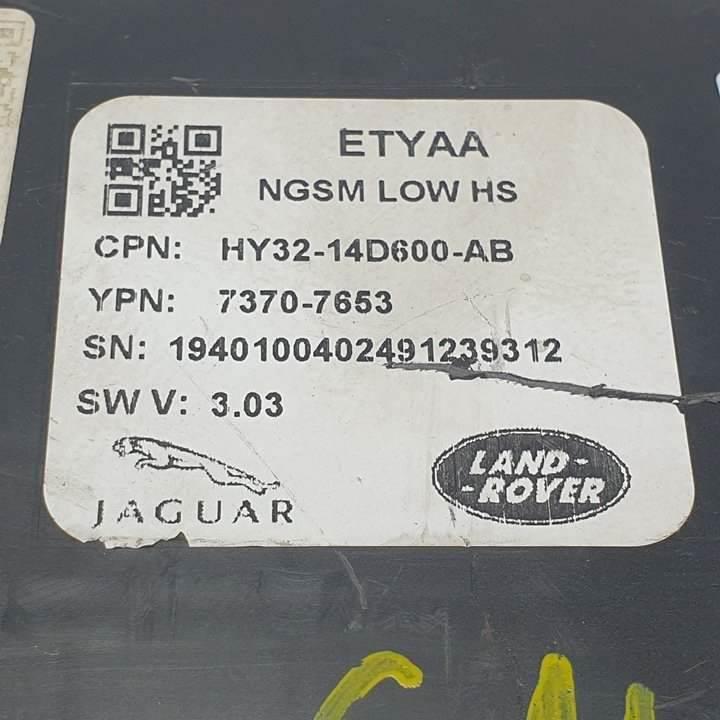 ETYAA
NGSM LOW HS
CPN: HY32-14D600-AB
YPN: 7370-7653
SN: 1940100402491239312
SW V: 3.03
JAGUAR
LAND-
-ROVER